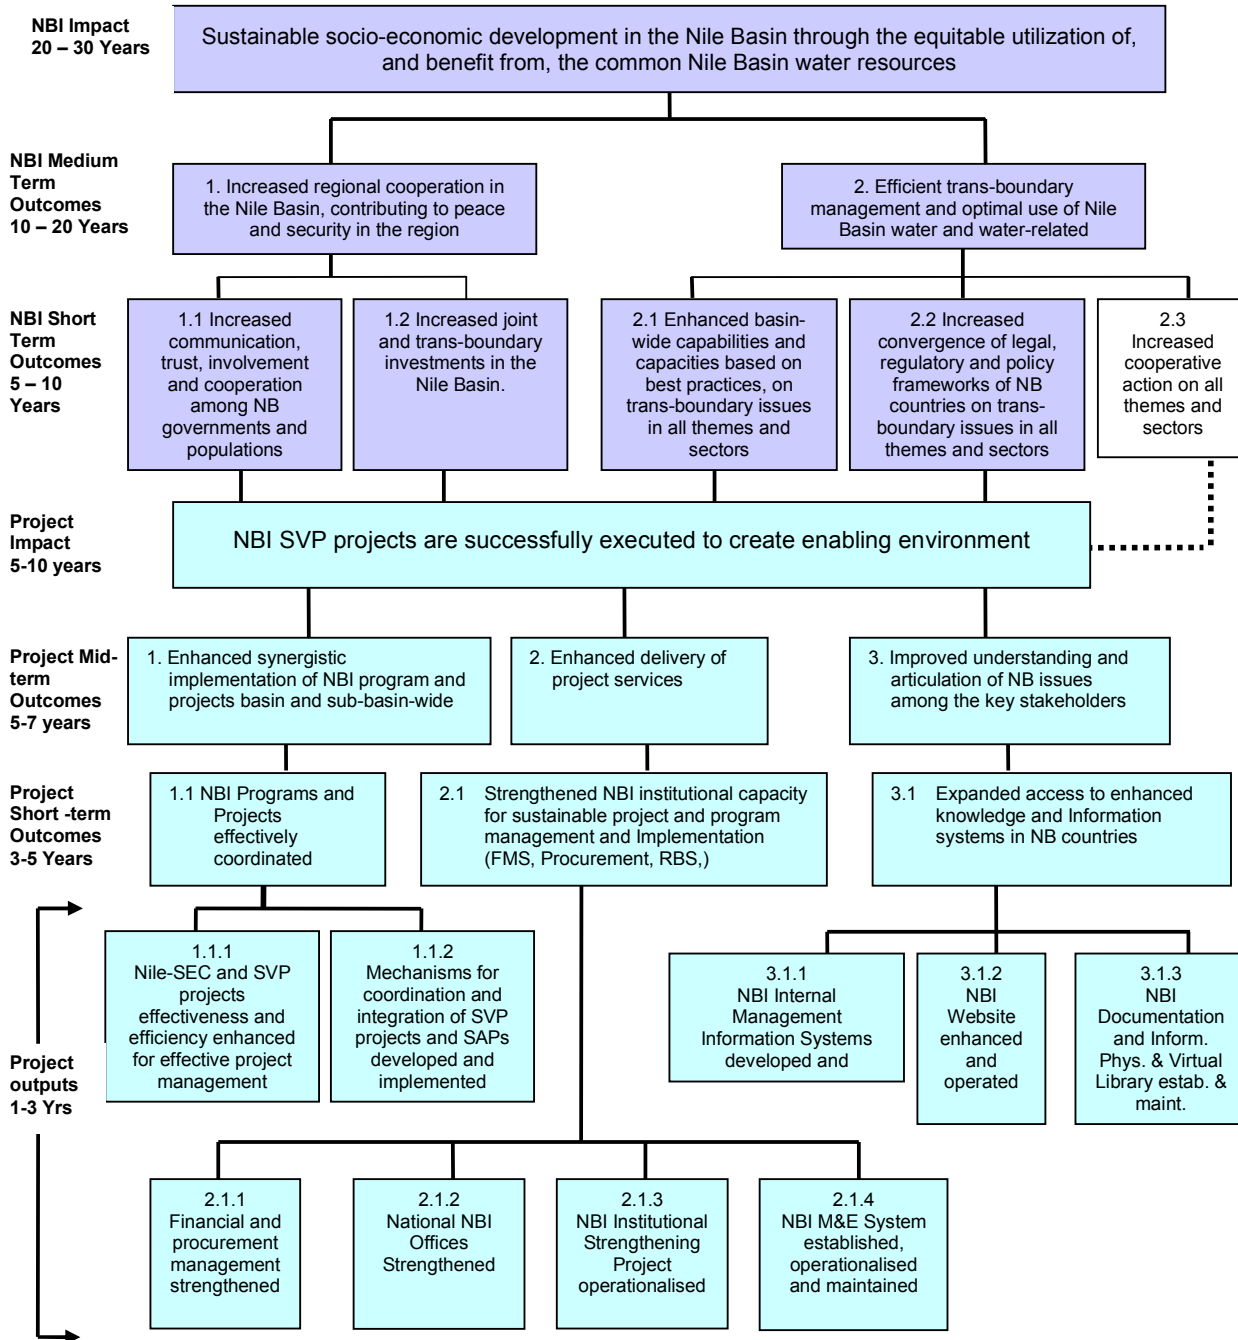 NBI Impact
20 – 30 Years
Sustainable socio-economic development in the Nile Basin through the equitable utilization of,
and benefit from, the common Nile Basin water resources
NBI Medium
Term
Outcomes
10 – 20 Years
1. Increased regional cooperation in
the Nile Basin, contributing to peace
and security in the region
2. Efficient trans-boundary
management and optimal use of Nile
Basin water and water-related
NBI Short
Term
Outcomes
5 – 10
Years
1.1 Increased
communication,
trust, involvement
and cooperation
among NB
governments and
populations
1.2 Increased joint
and trans-boundary
investments in the
Nile Basin.
2.1 Enhanced basin-
wide capabilities and
capacities based on
best practices, on
trans-boundary issues
in all themes and
sectors
2.2 Increased
convergence of legal,
regulatory and policy
frameworks of NB
countries on trans-
boundary issues in all
themes and sectors
2.3
Increased
cooperative
action on all
themes and
sectors
Project
Impact
5-10 years
NBI SVP projects are successfully executed to create enabling environment
Project Mid-
term
Outcomes
5-7 years
1. Enhanced synergistic
implementation of NBI program and
projects basin and sub-basin-wide
2. Enhanced delivery of
project services
3. Improved understanding and
articulation of NB issues
among the key stakeholders
Project
Short -term
Outcomes
3-5 Years
1.1 NBI Programs and
Projects
effectively
coordinated
2.1 Strengthened NBI institutional capacity
for sustainable project and program
management and Implementation
(FMS, Procurement, RBS,)
3.1 Expanded access to enhanced
knowledge and Information
systems in NB countries
Project
outputs
1-3 Yrs
1.1.1
Nile-SEC and SVP
projects
effectiveness and
efficiency enhanced
for effective project
management
1.1.2
Mechanisms for
coordination and
integration of SVP
projects and SAPs
developed and
implemented
3.1.1
NBI Internal
Management
Information Systems
developed and
3.1.2
NBI
Website
enhanced
and
operated
3.1.3
NBI
Documentation
and Inform.
Phys. & Virtual
Library estab. &
maint.
2.1.1
Financial and
procurement
management
strengthened
2.1.2
National NBI
Offices
Strengthened
2.1.3
NBI Institutional
Strengthening
Project
operationalised
2.1.4
NBI M&E System
established,
operationalised
and maintained